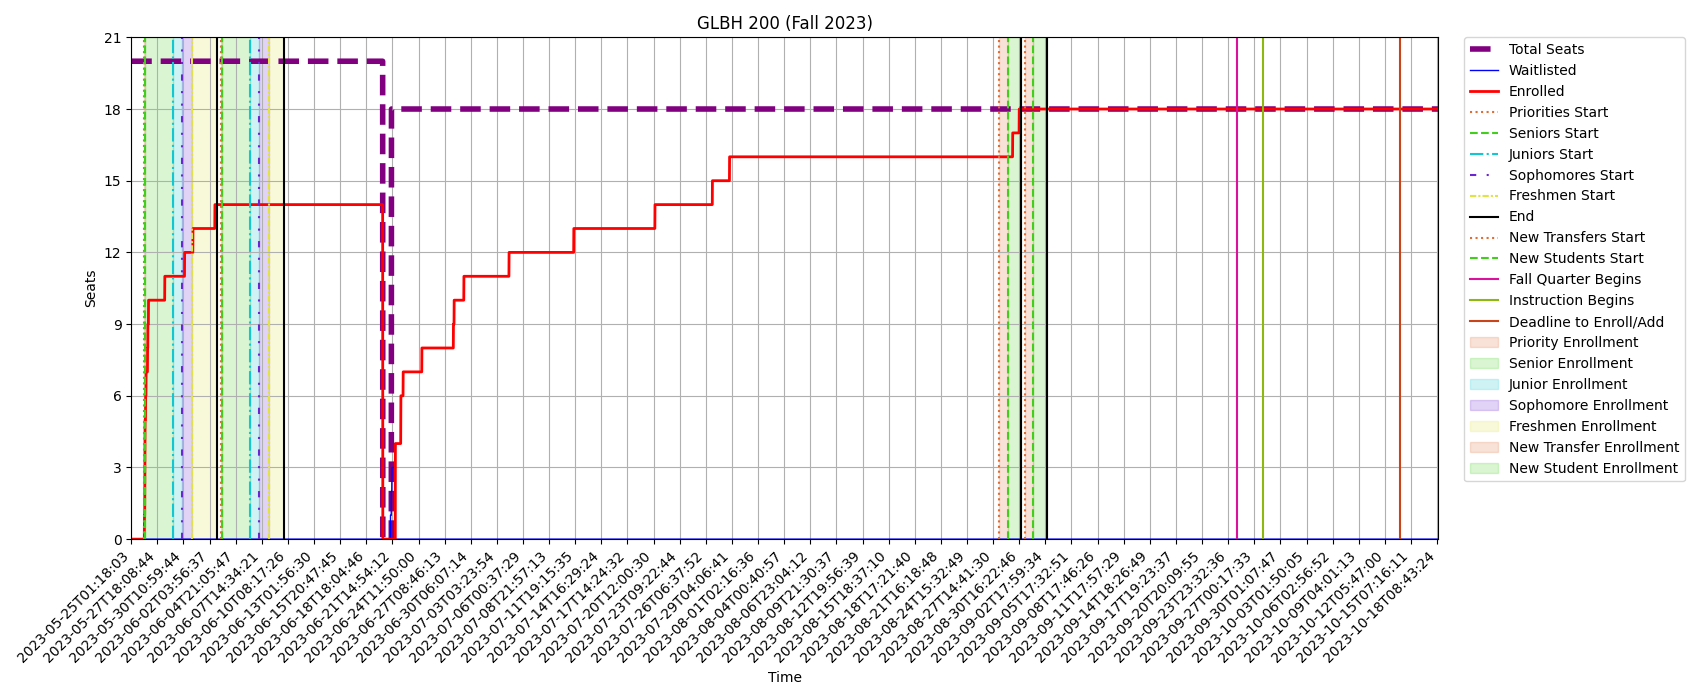 GLBH 200 (Fall 2023)
21
18
15
12
9
6
3
0
Seats
2023-05-25T01:18:03
2023-05-27T18:08:44
2023-05-30T10:59:44
2023-06-02T03:56:37
2023-06-04T21:05:47
2023-06-07T14:34:21
2023-06-10T08:17:26
2023-06-13T01:56:30
2023-06-15T20:47:45
2023-06-18T18:04:46
2023-06-21T14:54:12
2023-06-24T11:50:00
2023-06-27T08:46:13
2023-06-30T06:07:14
2023-07-03T03:23:54
2023-07-06T00:37:29
2023-07-08T21:57:13
2023-07-11T19:15:35
2023-07-14T16:29:24
2023-07-17T14:24:32
2023-07-20T12:00:30
2023-07-23T09:22:44
2023-07-26T06:37:52
2023-07-29T04:06:41
2023-08-01T02:16:36
2023-08-04T00:40:57
2023-08-06T23:04:12
2023-08-09T21:30:37
2023-08-12T19:56:39
2023-08-15T18:37:10
2023-08-18T17:21:40
2023-08-21T16:18:48
2023-08-24T15:32:49
2023-08-27T14:41:30
2023-08-30T16:22:46
2023-09-02T17:59:34
2023-09-05T17:32:51
2023-09-08T17:46:26
2023-09-11T17:57:29
2023-09-14T18:26:49
2023-09-17T19:23:37
2023-09-20T20:09:55
2023-09-23T23:32:36
2023-09-27T00:17:33
2023-09-30T01:07:47
2023-10-03T01:50:05
2023-10-06T02:56:52
2023-10-09T04:01:13
2023-10-12T05:47:00
2023-10-15T07:16:11
2023-10-18T08:43:24
Time
Total Seats
Waitlisted
Enrolled
Priorities Start
Seniors Start
Juniors Start
Sophomores Start
Freshmen Start
End
New Transfers Start
New Students Start
Fall Quarter Begins
Instruction Begins
Deadline to Enroll/Add
Priority Enrollment
Senior Enrollment
Junior Enrollment
Sophomore Enrollment
Freshmen Enrollment
New Transfer Enrollment
New Student Enrollment